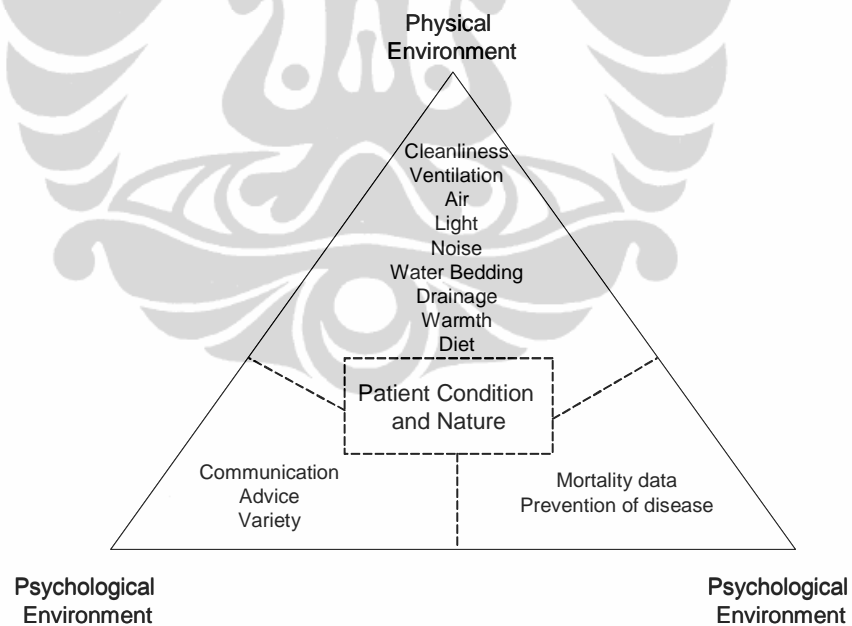 Physical
Environment
Cleanliness
Ventilation
Air
Light
Noise
Water Bedding
Drainage
Warmth
Diet
Patient Condition
and Nature
Communication
Advice
Variety
Mortality data
Prevention of disease
Psychological
Environment
Psychological
Environment